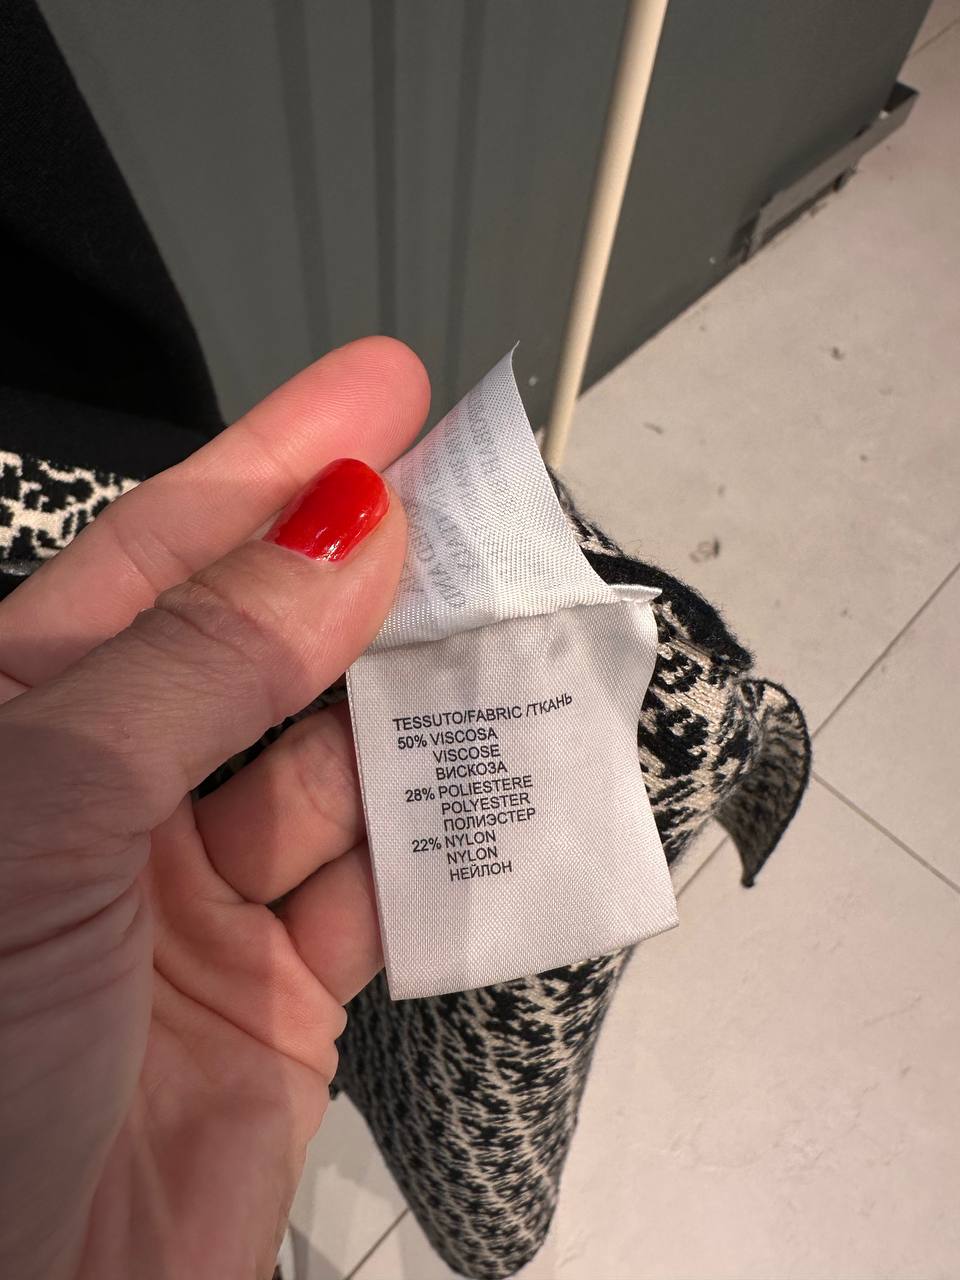 TESSUTO/FABRIC /ТКАНЬ
50% VISCOSA
VISCOSE
ВИСКОЗА
28% POLIESTERE
POLYESTER
ПОЛИЭСТЕР
22% NYLON
NYLON
НЕЙЛОН